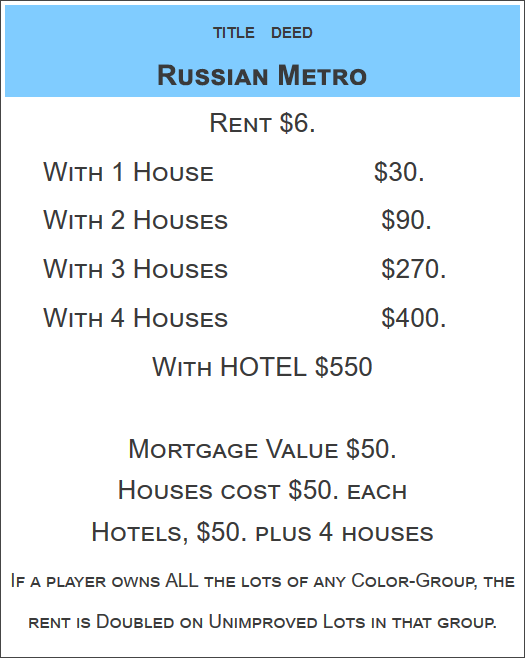 TITLE DEED
RUSSIAN METRO
RENT $6.
WITH 1 HOUSE $30.
WITH 2 HOUSES $90.
WITH 3 HOUSES $270.
WITH 4 HOUSES $400.
WITH HOTEL $550
MORTGAGE VALUE $50.
HOUSES COST $50. EACH
HOTELS, $50. PLUS 4 HOUSES
IF A PLAYER OWNS ALL THE LOTS OF ANY COLOR-GROUP, THE
RENT IS DOUBLED ON UNIMPROVED LOTS IN THAT GROUP.